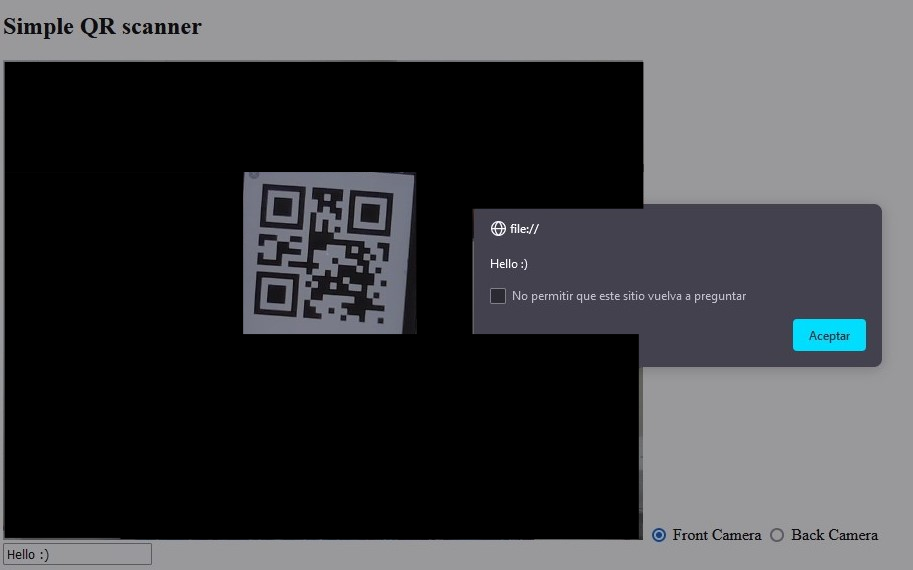 Simple QR scanner
file://
Hello :)
No permitir que este sitio vuelva a preguntar
Aceptar
Front Camera Back Camera
Hello :)